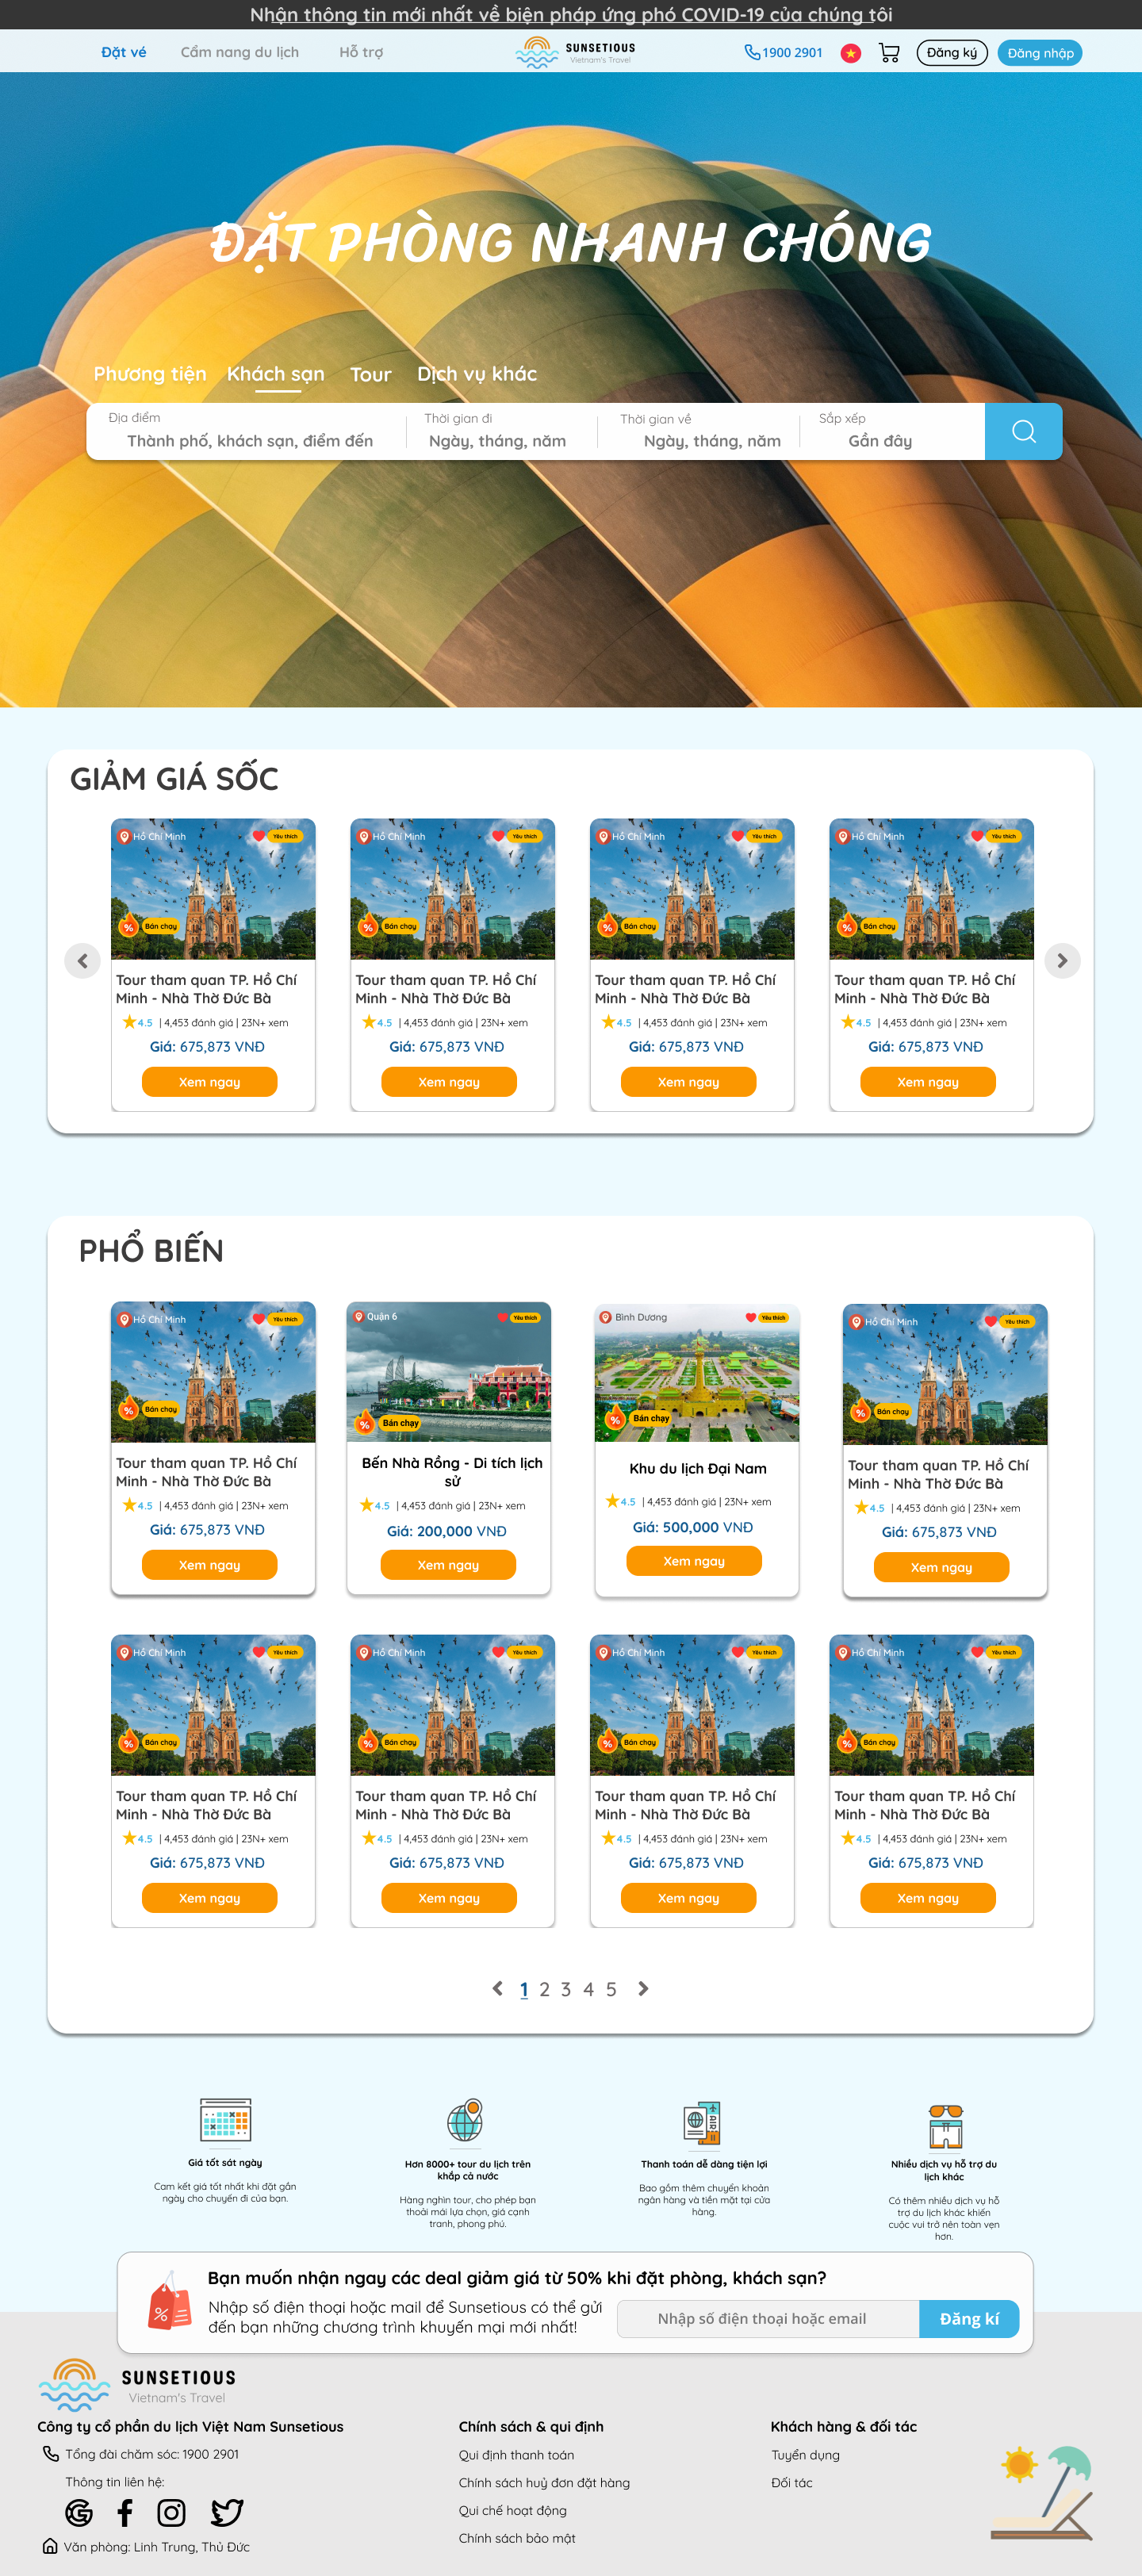 Nhận thông tin mới nhất về biện pháp ứng phó COVID-19 của chúng tôi
Đặt vé Cẩm nang du lịch Hỗ trợ SUNSETIOUS 1900 2901 Đăng ký Đăng nhập
Vietnam's Travel
ĐẶT PHÒNG NHANH CHÓNG
Phương tiện Khách sạn Tour Dịch vụ khác
Địa điểm Thời gian đi Thời gian về Sắp xếp
Thành phố, khách sạn, điểm đến Ngày, tháng, năm Ngày, tháng, năm Gần đây
GIẢM GIÁ SỐC
Hồ Chí Minh Yêu thích Hồ Chí Minh Yêu thích Hồ Chí Minh Yêu thích Hồ Chí Minh Yêu thích
% Bán chạy % Bán chạy % Bán chạy % Bán chạy
Tour tham quan TP. Hồ Chí Tour tham quan TP. Hồ Chí Tour tham quan TP. Hồ Chí Tour tham quan TP. Hồ Chí
Minh - Nhà Thờ Đức Bà Minh - Nhà Thờ Đức Bà Minh - Nhà Thờ Đức Bà Minh - Nhà Thờ Đức Bà
4.5 | 4,453 đánh giá | 23N+ xem 4.5 | 4,453 đánh giá | 23N+ xem 4.5 | 4,453 đánh giá | 23N+ xem 4.5 | 4,453 đánh giá | 23N+ xem
Giá: 675,873 VNĐ Giá: 675,873 VNĐ Giá: 675,873 VNĐ Giá: 675,873 VNĐ
Xem ngay Xem ngay Xem ngay Xem ngay
PHỔ BIẾN
Hồ Chí Minh Yêu thích Quận 6 Yêu thích Bình Dương Yêu thích Hồ Chí Minh Yêu thích
% Bán chạy % Bán chạy % Bán chạy % Bán chạy
Tour tham quan TP. Hồ Chí Bến Nhà Rồng - Di tích lịch Khu du lịch Đại Nam Tour tham quan TP. Hồ Chí
Minh - Nhà Thờ Đức Bà sử Minh - Nhà Thờ Đức Bà
4.5 | 4,453 đánh giá | 23N+ xem 4.5 | 4,453 đánh giá | 23N+ xem 4.5 | 4,453 đánh giá | 23N+ xem 4.5 | 4,453 đánh giá | 23N+ xem
Giá: 675,873 VNĐ Giá: 200,000 VNĐ Giá: 500,000 VNĐ Giá: 675,873 VNĐ
Xem ngay Xem ngay Xem ngay Xem ngay
Hồ Chí Minh Yêu thích Hồ Chí Minh Yêu thích Hồ Chí Minh Yêu thích Hồ Chí Minh Yêu thích
% Bán chạy % Bán chạy % Bán chạy % Bán chạy
Tour tham quan TP. Hồ Chí Tour tham quan TP. Hồ Chí Tour tham quan TP. Hồ Chí Tour tham quan TP. Hồ Chí
Minh - Nhà Thờ Đức Bà Minh - Nhà Thờ Đức Bà Minh - Nhà Thờ Đức Bà Minh - Nhà Thờ Đức Bà
4.5 | 4,453 đánh giá | 23N+ xem 4.5 | 4,453 đánh giá | 23N+ xem 4.5 | 4,453 đánh giá | 23N+ xem 4.5 | 4,453 đánh giá | 23N+ xem
Giá: 675,873 VNĐ Giá: 675,873 VNĐ Giá: 675,873 VNĐ Giá: 675,873 VNĐ
Xem ngay Xem ngay Xem ngay Xem ngay
1 2 3 4 5
Giá tốt sát ngày
Cam kết giá tốt nhất khi đặt gần
ngày cho chuyến đi của bạn.
Hơn 8000+ tour du lịch trên
khắp cả nước
Hàng nghìn tour, cho phép bạn
thoải mái lựa chọn, giá cạnh
tranh, phong phú.
AIR
Thanh toán dễ dàng tiện lợi
Bao gồm thêm chuyển khoản
ngân hàng và tiền mặt tại cửa
hàng.
Nhiều dịch vụ hỗ trợ du
lịch khác
Có thêm nhiều dịch vụ hỗ
trợ du lịch khác khiến
cuộc vui trở nên toàn vẹn
hơn.
Bạn muốn nhận ngay các deal giảm giá từ 50% khi đặt phòng, khách sạn?
%
Nhập số điện thoại hoặc mail để Sunsetious có thể gửi
đến bạn những chương trình khuyến mại mới nhất!
Nhập số điện thoại hoặc email Đăng kí
SUNSETIOUS
Vietnam's Travel
Công ty cổ phần du lịch Việt Nam Sunsetious
Tổng đài chăm sóc: 1900 2901
Thông tin liên hệ:
Văn phòng: Linh Trung, Thủ Đức
Chính sách & qui định
Qui định thanh toán
Chính sách huỷ đơn đặt hàng
Qui chế hoạt động
Chính sách bảo mật
Khách hàng & đối tác
Tuyển dụng
Đối tác